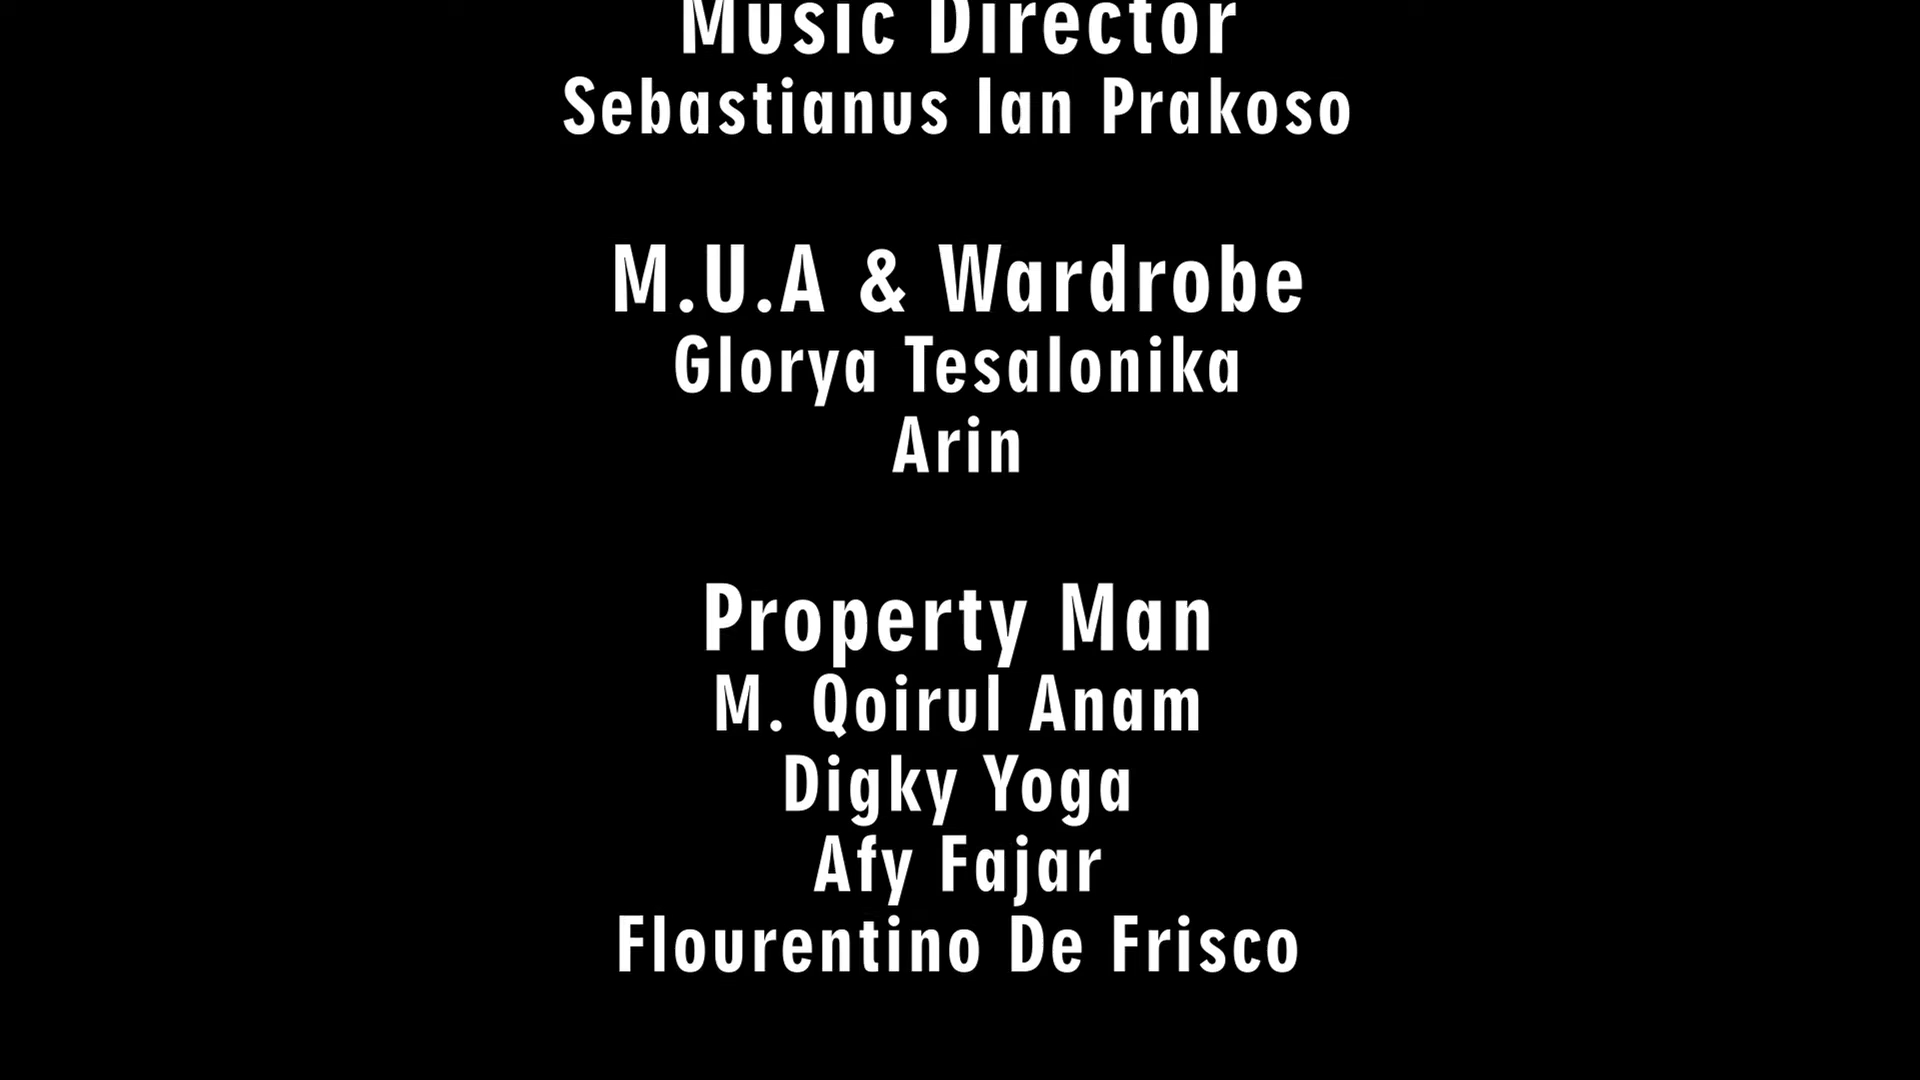 Music Director
Sebastianus Ian Prakoso
M.U.A & Wardrobe
Glorya Tesalonika
Arin
Property Man
M. Qoirul Anam
Digky Yoga
Afy Fajar
Flourentino De Frisco